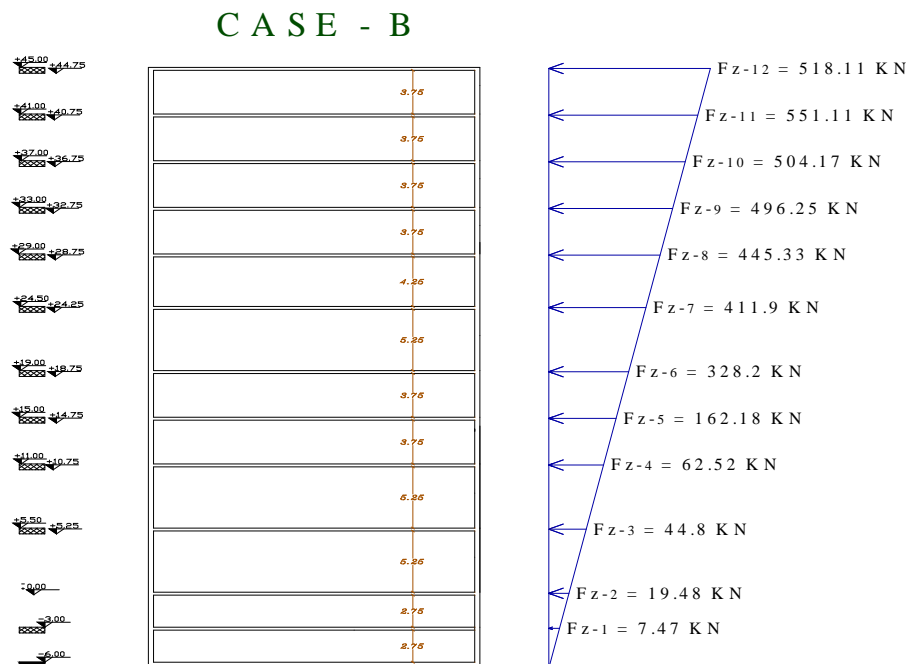 CASE - B
+45.00 +44.75
3.75
Fz-12 = 518.11 KN
+41.00 +40.75
3.75
Fz-11 = 551.11 KN
+37.00 +36.75
3.75
Fz-10 = 504.17 KN
+33.00 +32.75
3.75
Fz-9 = 496.25 KN
+29.00 +28.75
4.25
Fz-8 = 445.33 KN
+24.50 +24.25
5.25
Fz-7 = 411.9 KN
+19.00 +18.75
3.75
Fz-6 = 328.2 KN
+15.00 +14.75
3.75
Fz-5 = 162.18 KN
+11.00 +10.75
5.25
Fz-4 = 62.52 KN
+5.50 +5.25
5.25
Fz-3 = 44.8 KN
0.00
2.75
Fz-2 = 19.48 KN
-3.00
2.75
Fz-1 = 7.47 KN
-6.00